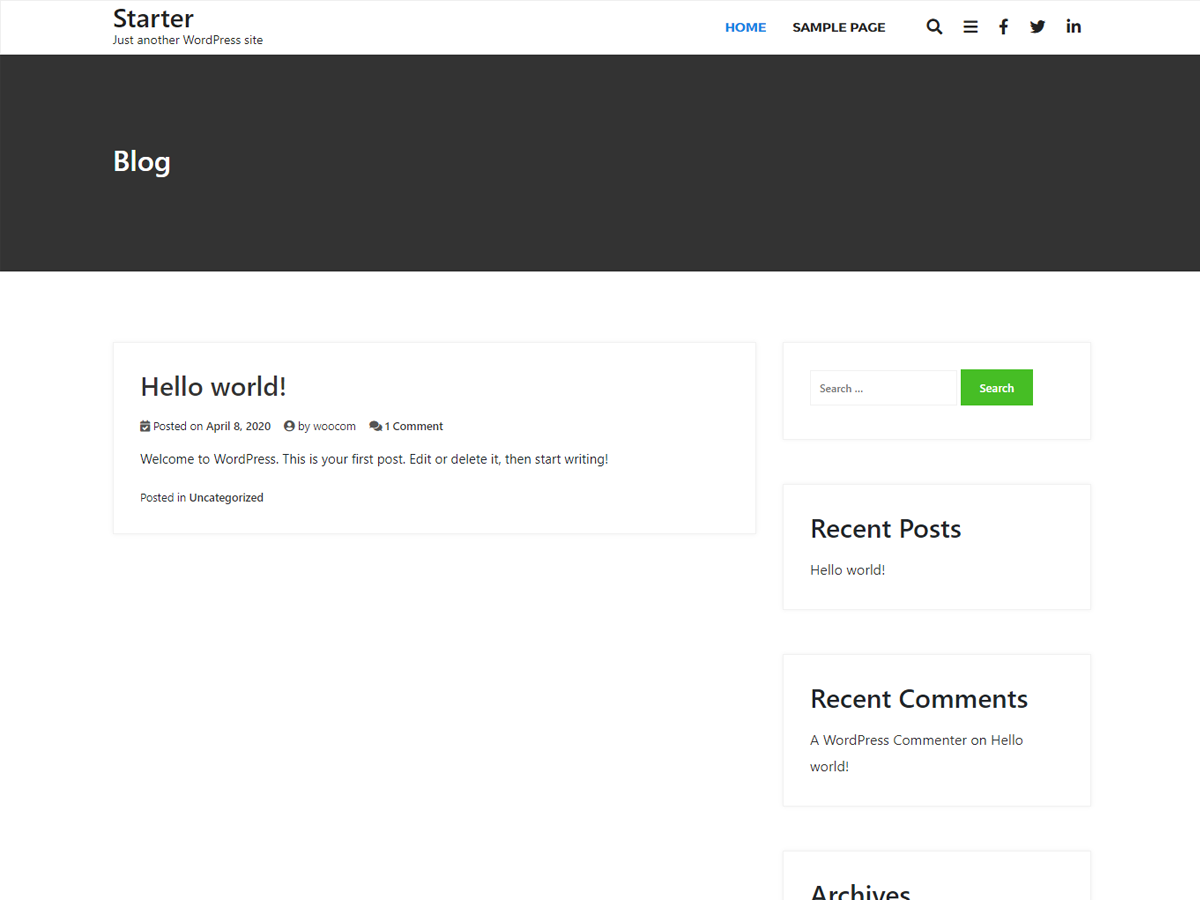 Starter
Just another WordPress site
HOME SAMPLE PAGE
Blog
Hello world!
Posted on April 8, 2020 by woocom 1 Comment
Welcome to WordPress. This is your first post. Edit or delete it, then start writing!
Posted in Uncategorized
Search ... Search
Recent Posts
Hello world!
Recent Comments
A WordPress Commenter on Hello
world!
Archives